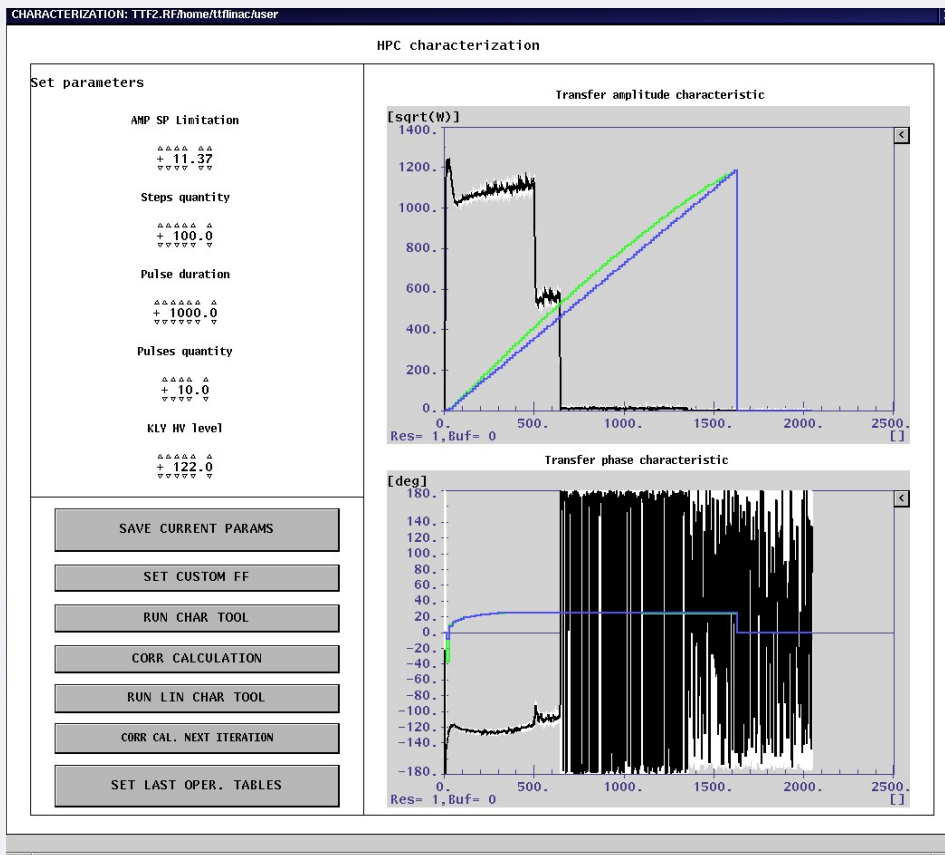 CHARACTERIZATION: TTF2.RF/home/ttflinac/user
HPC characterization
Set parameters
AMP SP Limitation
+ 11.37
Steps quantity
+ 100.0
Pulse duration
+ 1000.0
Pulses quantity
+ 10.0
KLY HV level
+ 122.0
SAVE CURRENT PARAMS
SET CUSTOM FF
RUN CHAR TOOL
CORR CALCULATION
RUN LIN CHAR TOOL
CORR CAL. NEXT ITERATION
SET LAST OPER. TABLES
Transfer amplitude characteristic
[sqrt(W)]
1400.
1200.
1000.
800.
600.
400.
200.
0.
0. 500. 1000. 1500. 2000. 2500.
Res= 1,Buf= 0 []
<
Transfer phase characteristic
[deg]
180.
140.
120.
100.
80.
60.
40.
20.
0.
-20.
-40.
-60.
-80.
-100.
-120.
-140.
-180.
0. 500. 1000. 1500. 2000. 2500.
Res= 1,Buf= 0 []
<